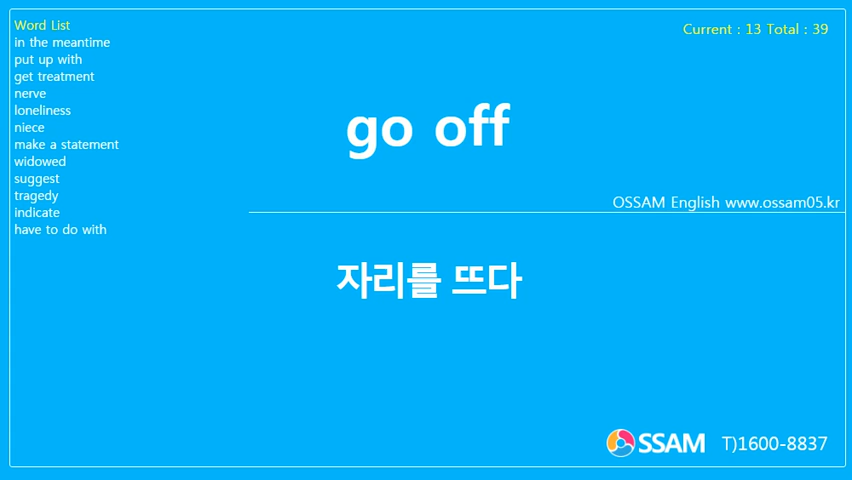 Word List
in the meantime
put up with
get treatment
nerve
loneliness
niece
make a statement
widowed
suggest
tragedy
indicate
have to do with
Current : 13 Total : 39
go off
OSSAM English www.ossam05.kr
자리를 뜨다
OSSAM T)1600-8837